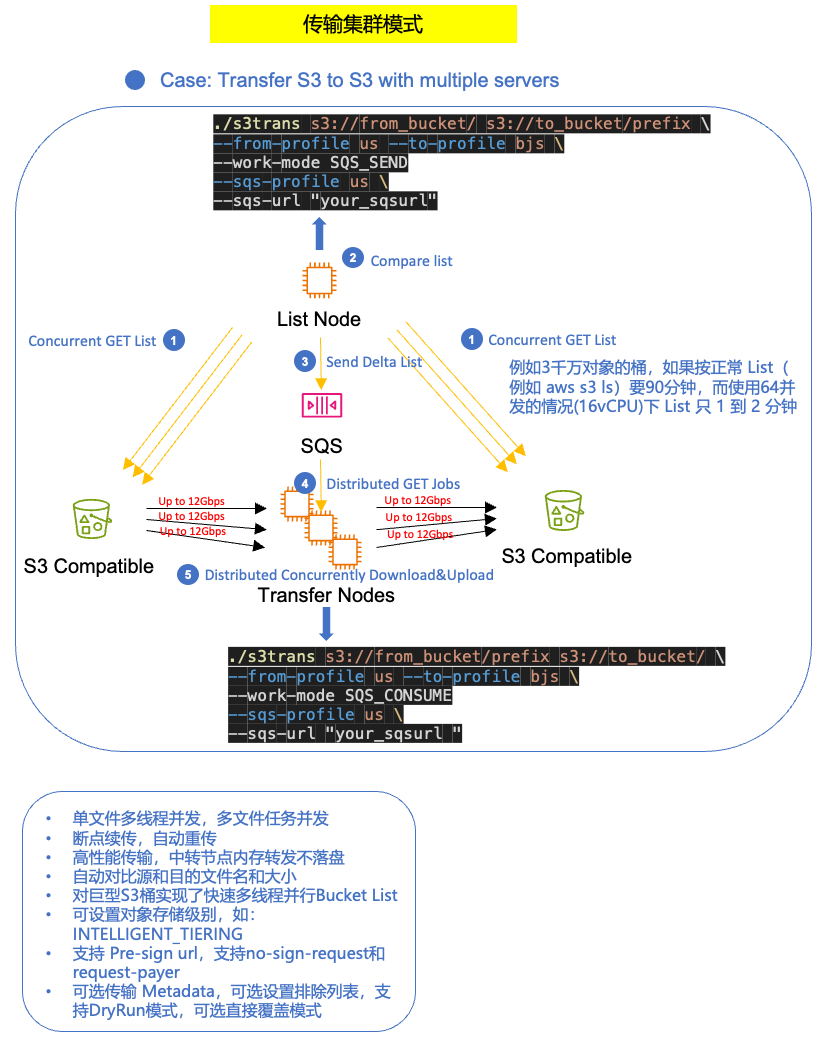 传输集群模式
Case: Transfer S3 to S3 with multiple servers
./s3trans s3://from_bucket/ s3://to_bucket/prefix \
--from-profile us --to-profile bjs \
--work-mode SQS_SEND
--sqs-profile us \
--sqs-url "your_sqsurl"
2 Compare list
List Node
Concurrent GET List 1
1 Concurrent GET List
例如3千万对象的桶，如果按正常 List（
例如 aws s3 ls）要90分钟，而使用64并
发的情况(16vCPU)下 List 只 1 到 2 分钟
3 Send Delta List
SQS
4 Distributed GET Jobs
Up to 12Gbps
Up to 12Gbps
Up to 12Gbps
Up to 12Gbps
Up to 12Gbps
Up to 12Gbps
S3 Compatible
S3 Compatible
5 Distributed Concurrently Download&Upload
Transfer Nodes
./s3trans s3://from_bucket/prefix s3://to_bucket/ \
--from-profile us --to-profile bjs \
--work-mode SQS_CONSUME
--sqs-profile us \
--sqs-url "your_sqsurl "
• 单文件多线程并发，多文件任务并发
• 断点续传，自动重传
• 高性能传输，中转节点内存转发不落盘
• 自动对比源和目的文件名和大小
• 对巨型S3桶实现了快速多线程并行Bucket List
• 可设置对象存储级别，如：
INTELLIGENT_TIERING
• 支持 Pre-sign url，支持no-sign-request和
request-payer
• 可选传输 Metadata，可选设置排除列表，支
持DryRun模式，可选直接覆盖模式